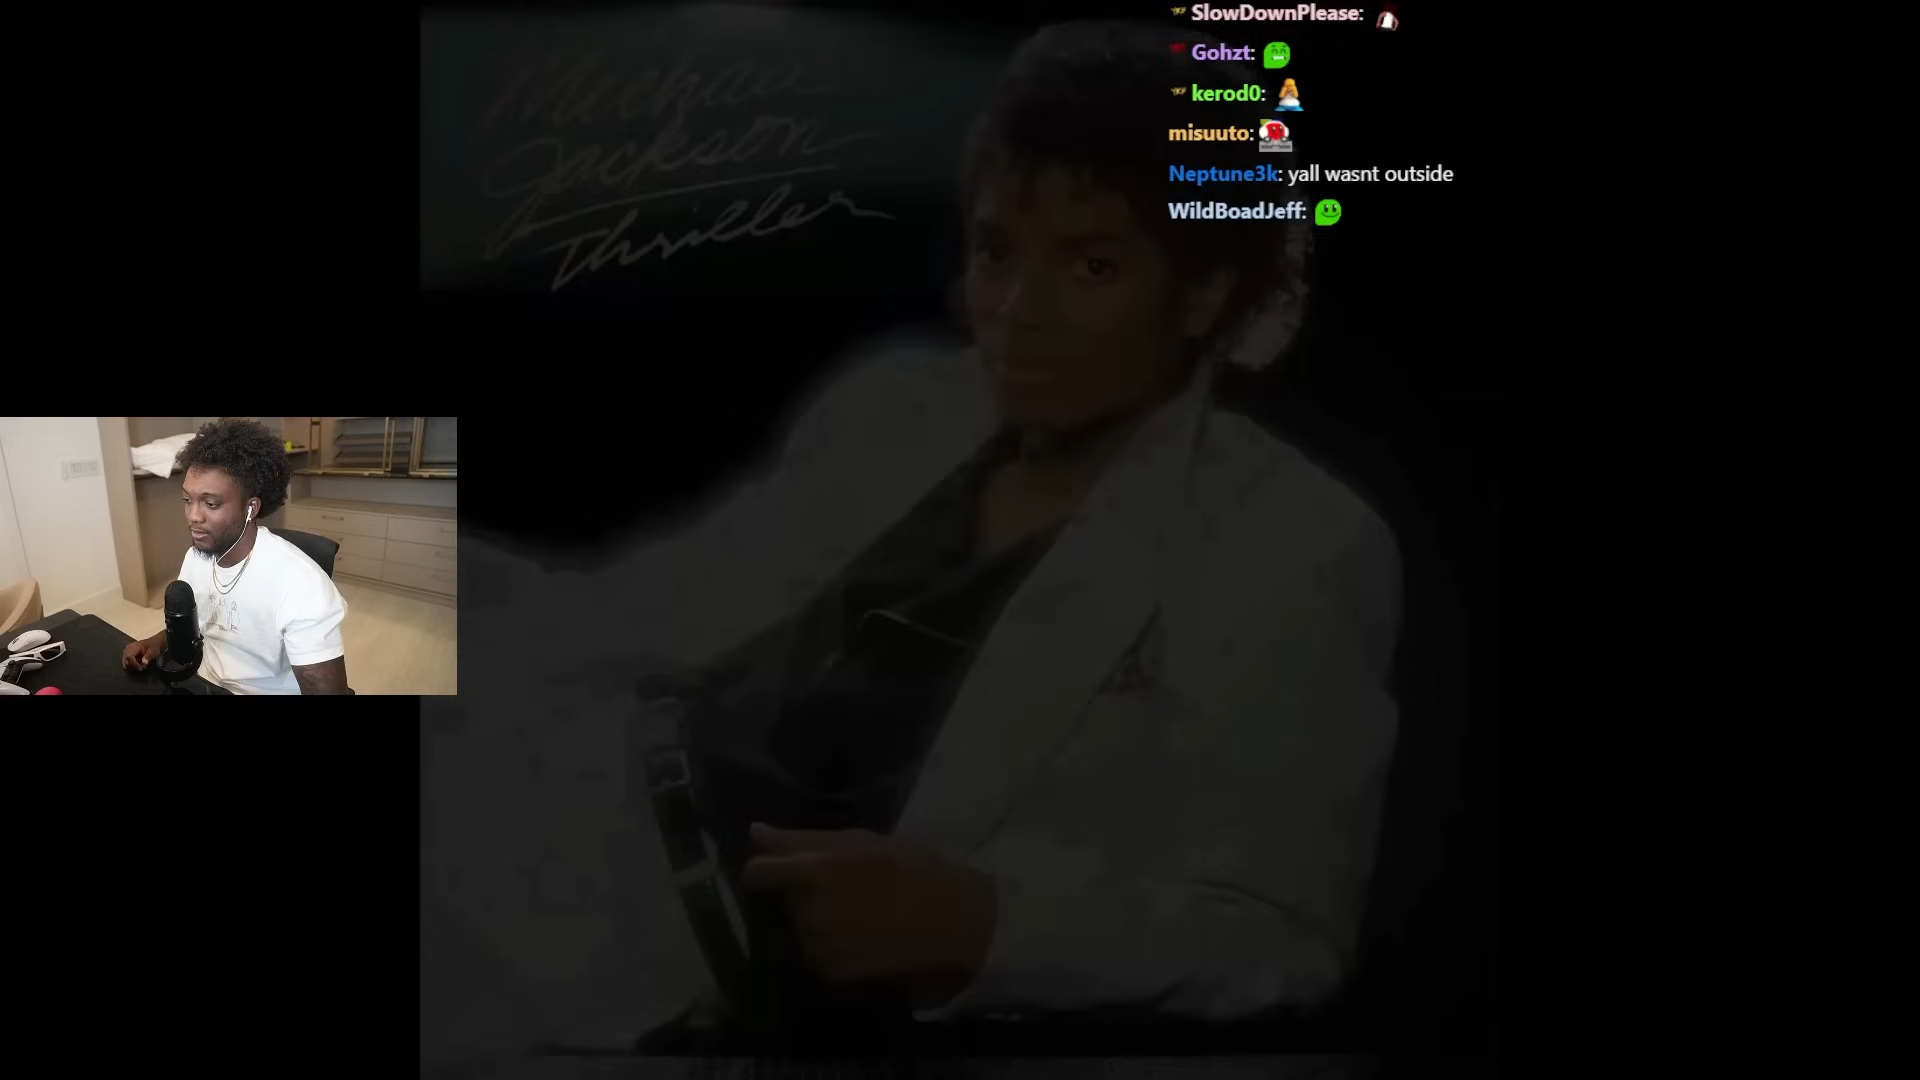 Michael
Jackson
Thriller
SlowDownPlease:
Gohzt:
kerod0:
misuuto:
Neptune3k: yall wasnt outside
WildBoadJeff: